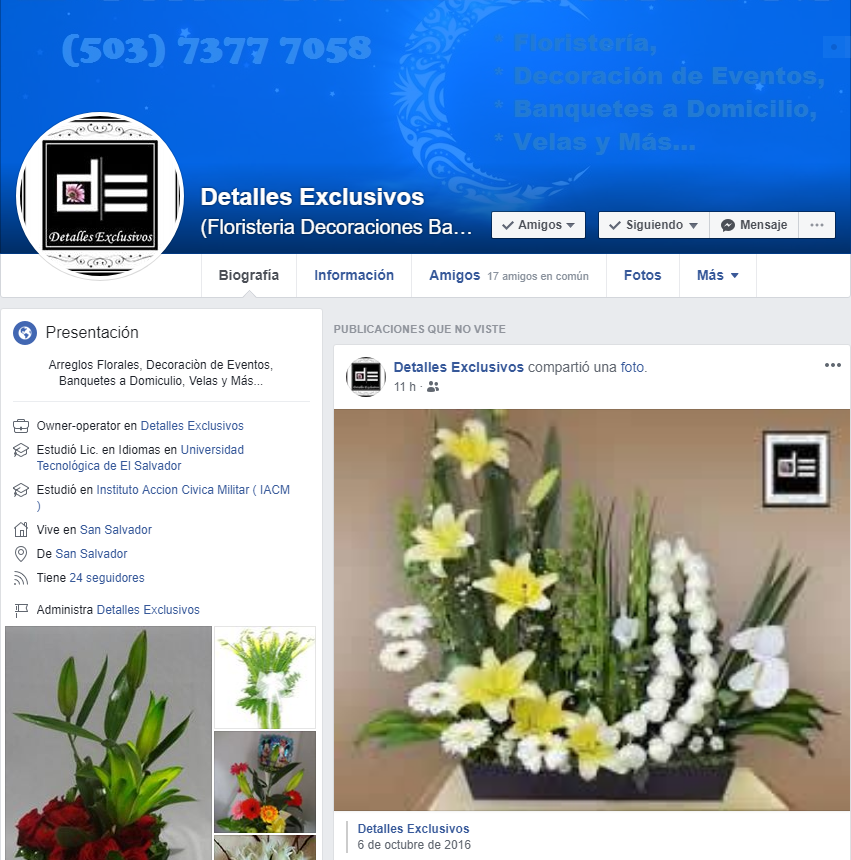 (503) 7377 7058
* Floristeria,
* Decoración de Eventos,
* Banquetes a Domicilio,
* Velas y Más...
de
Detalles Exclusivos
Detalles Exclusivos
(Floristeria Decoraciones Ba...
Amigos
Siguiendo
Mensaje
Biografía
Información
Amigos 17 amigos en común
Fotos
Más
Presentación
Arreglos Florales, Decoraciòn de Eventos,
Banquetes a Domiculio, Velas y Más...
Owner-operator en Detalles Exclusivos
Estudió Lic. en Idiomas en Universidad
Tecnológica de El Salvador
Estudió en Instituto Accion Civica Militar ( IACM
)
Vive en San Salvador
De San Salvador
Tiene 24 seguidores
Administra Detalles Exclusivos
PUBLICACIONES QUE NO VISTE
Detalles Exclusivos compartió una foto.
11 h ·
de
Detalles Exclusivos
6 de octubre de 2016